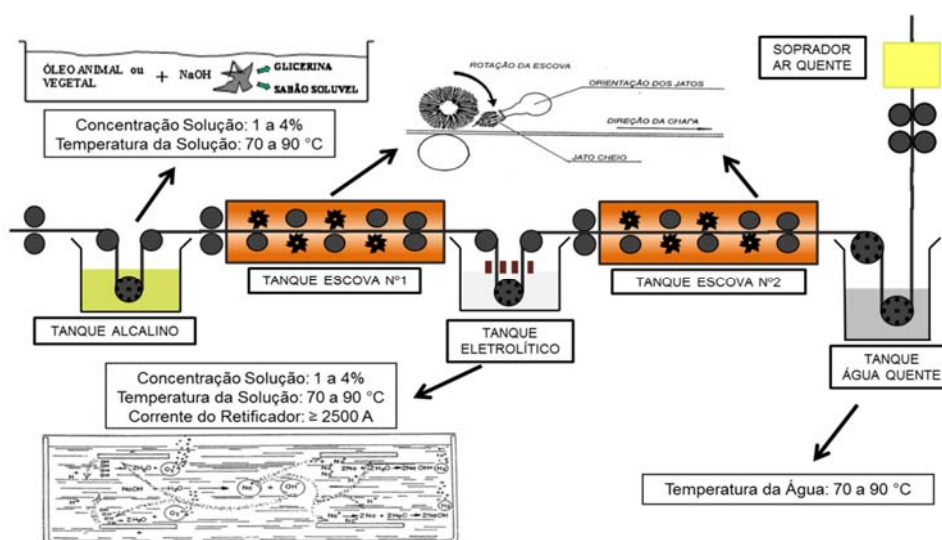 ÓLEO ANIMAL ou
VEGETAL
+ NaOH
GLICERINA
SABÃO SOLUVEL
Concentração Solução: 1 a 4%
Temperatura da Solução: 70 a 90 °C
ROTAÇÃO DA ESCOVA
ORIENTAÇÃO DOS JATOS
DIREÇÃO DA CHAPA
JATO CHEIO
SOPRADOR
AR QUENTE
TANQUE ALCALINO
TANQUE ESCOVA Nº1
TANQUE
ELETROLÍTICO
TANQUE ESCOVA Nº2
TANQUE
ÁGUA QUENTE
Concentração Solução: 1 a 4%
Temperatura da Solução: 70 a 90 °C
Corrente do Retificador: ≥ 2500 A
NaOH
Temperatura da Água: 70 a 90 °C